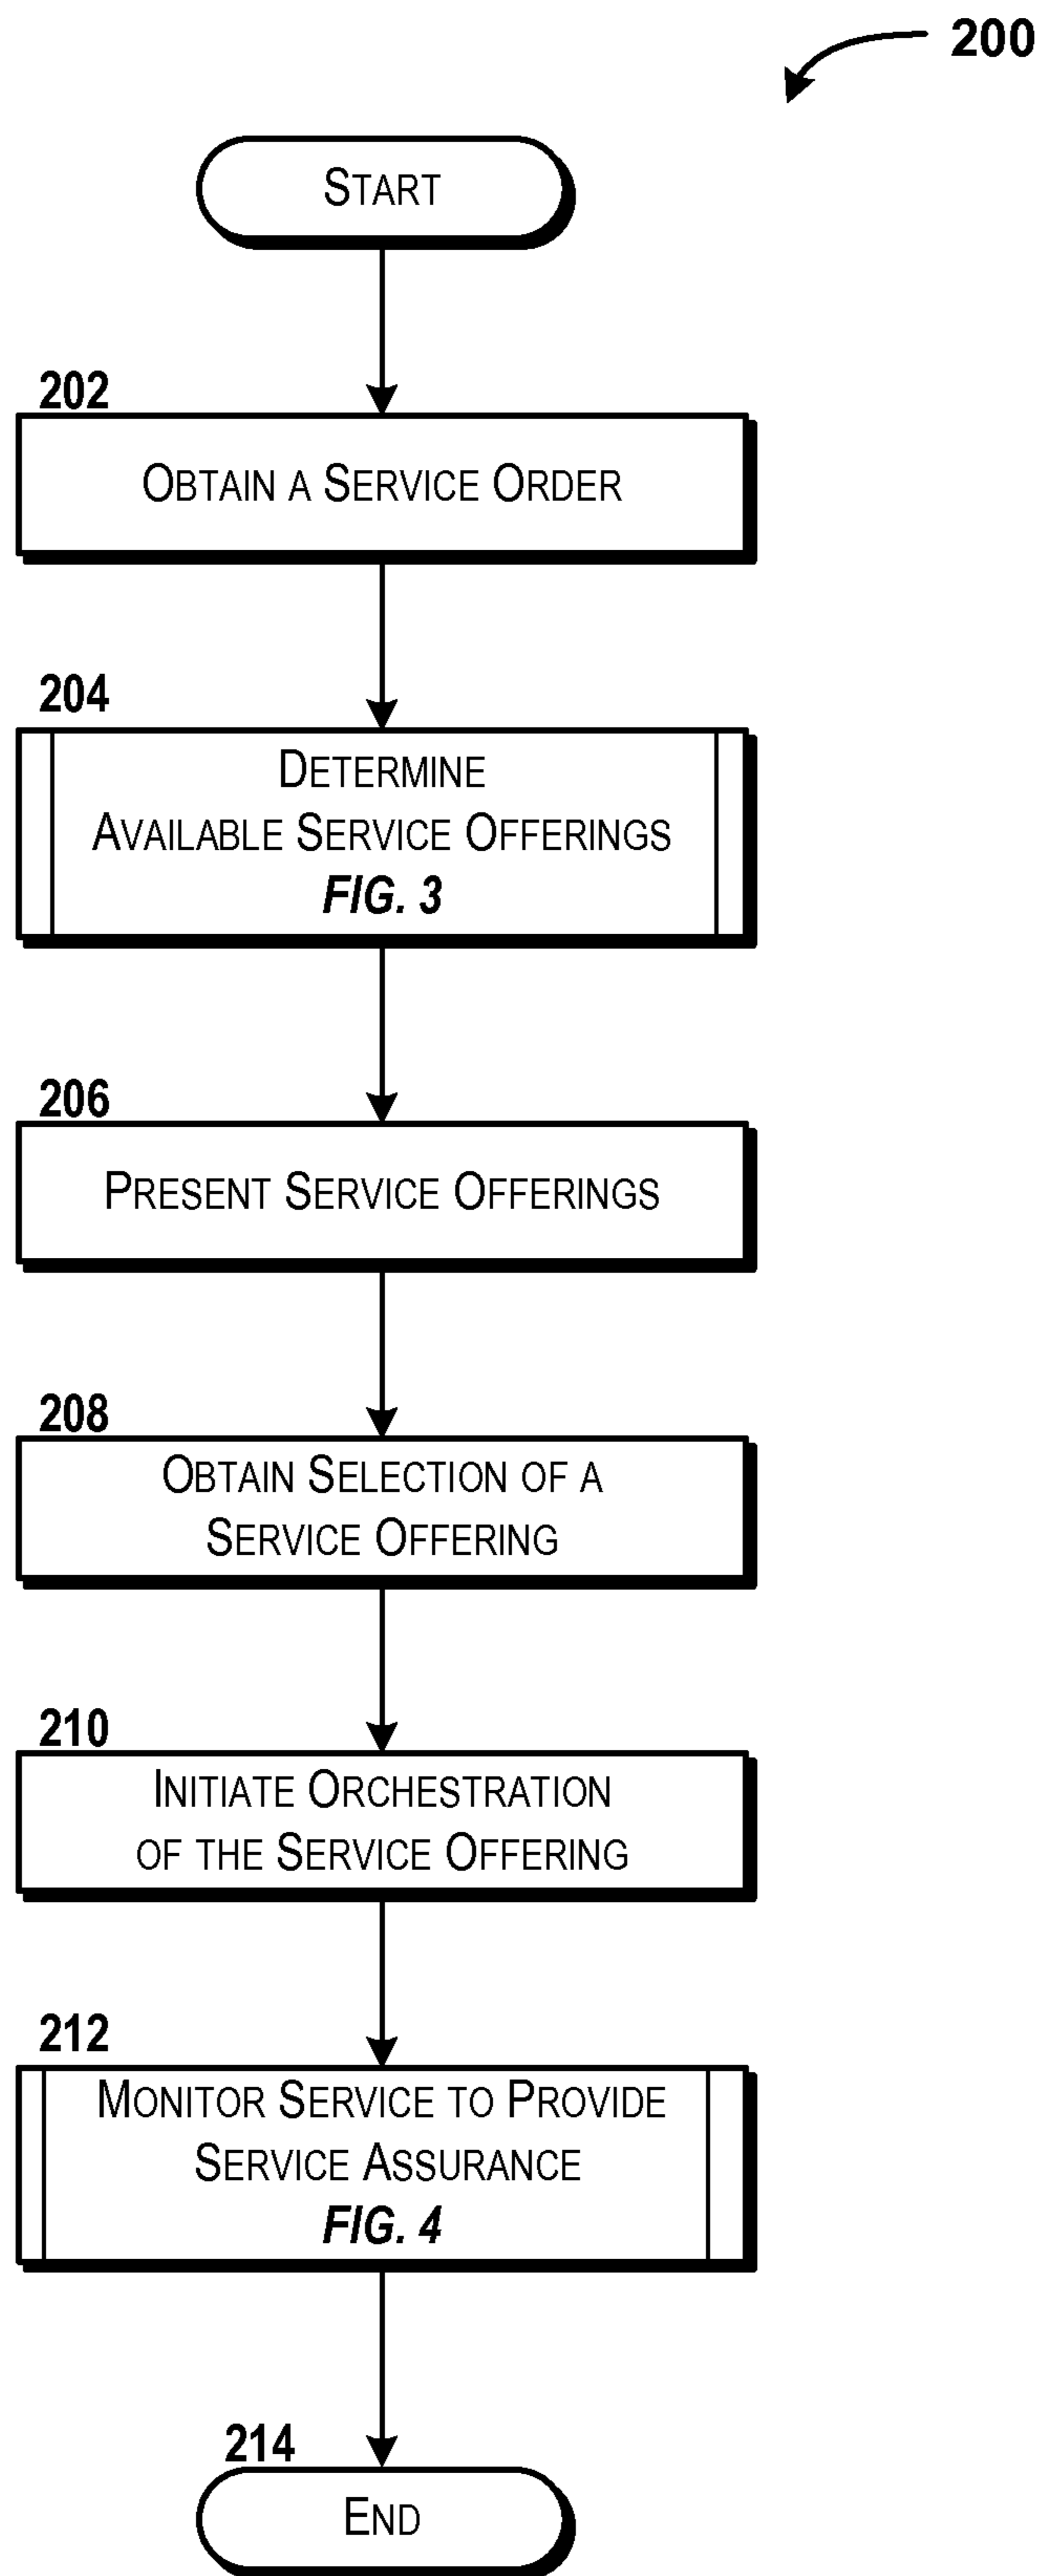 200
START
202
OBTAIN A SERVICE ORDER
204
DETERMINE
AVAILABLE SERVICE OFFERINGS
FIG. 3
206
PRESENT SERVICE OFFERINGS
208
OBTAIN SELECTION OF A
SERVICE OFFERING
210
INITIATE ORCHESTRATION
OF THE SERVICE OFFERING
212
MONITOR SERVICE TO PROVIDE
SERVICE ASSURANCE
FIG. 4
214
END